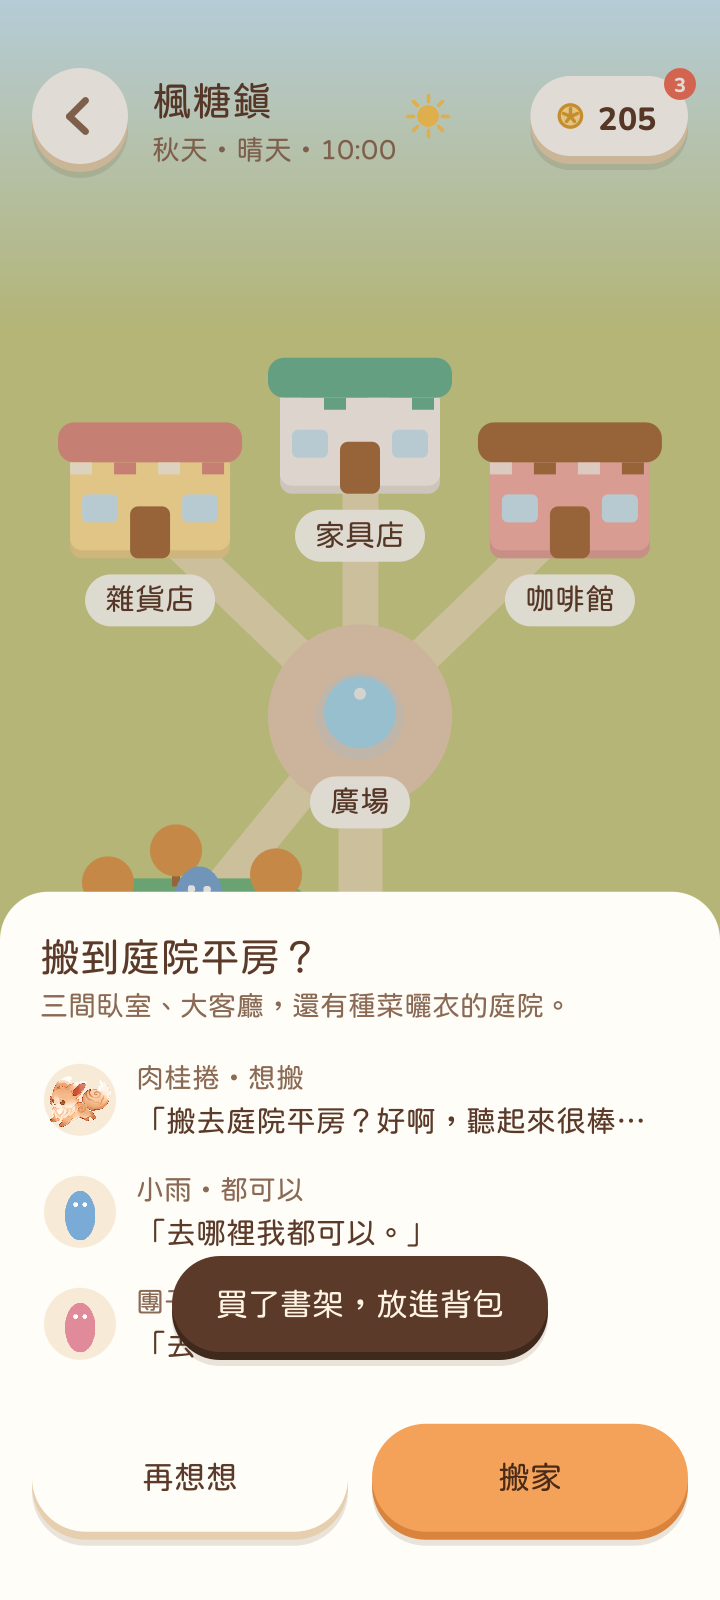 楓糖鎮
秋天・晴天・10:00
3
205
家具店
雜貨店
咖啡館
廣場
搬到庭院平房？
三間臥室、大客廳，還有種菜曬衣的庭院。
肉桂捲・想搬
「搬去庭院平房？好啊，聽起來很棒…
小雨・都可以
「去哪裡我都可以。」
團
「去
買了書架，放進背包
再想想
搬家